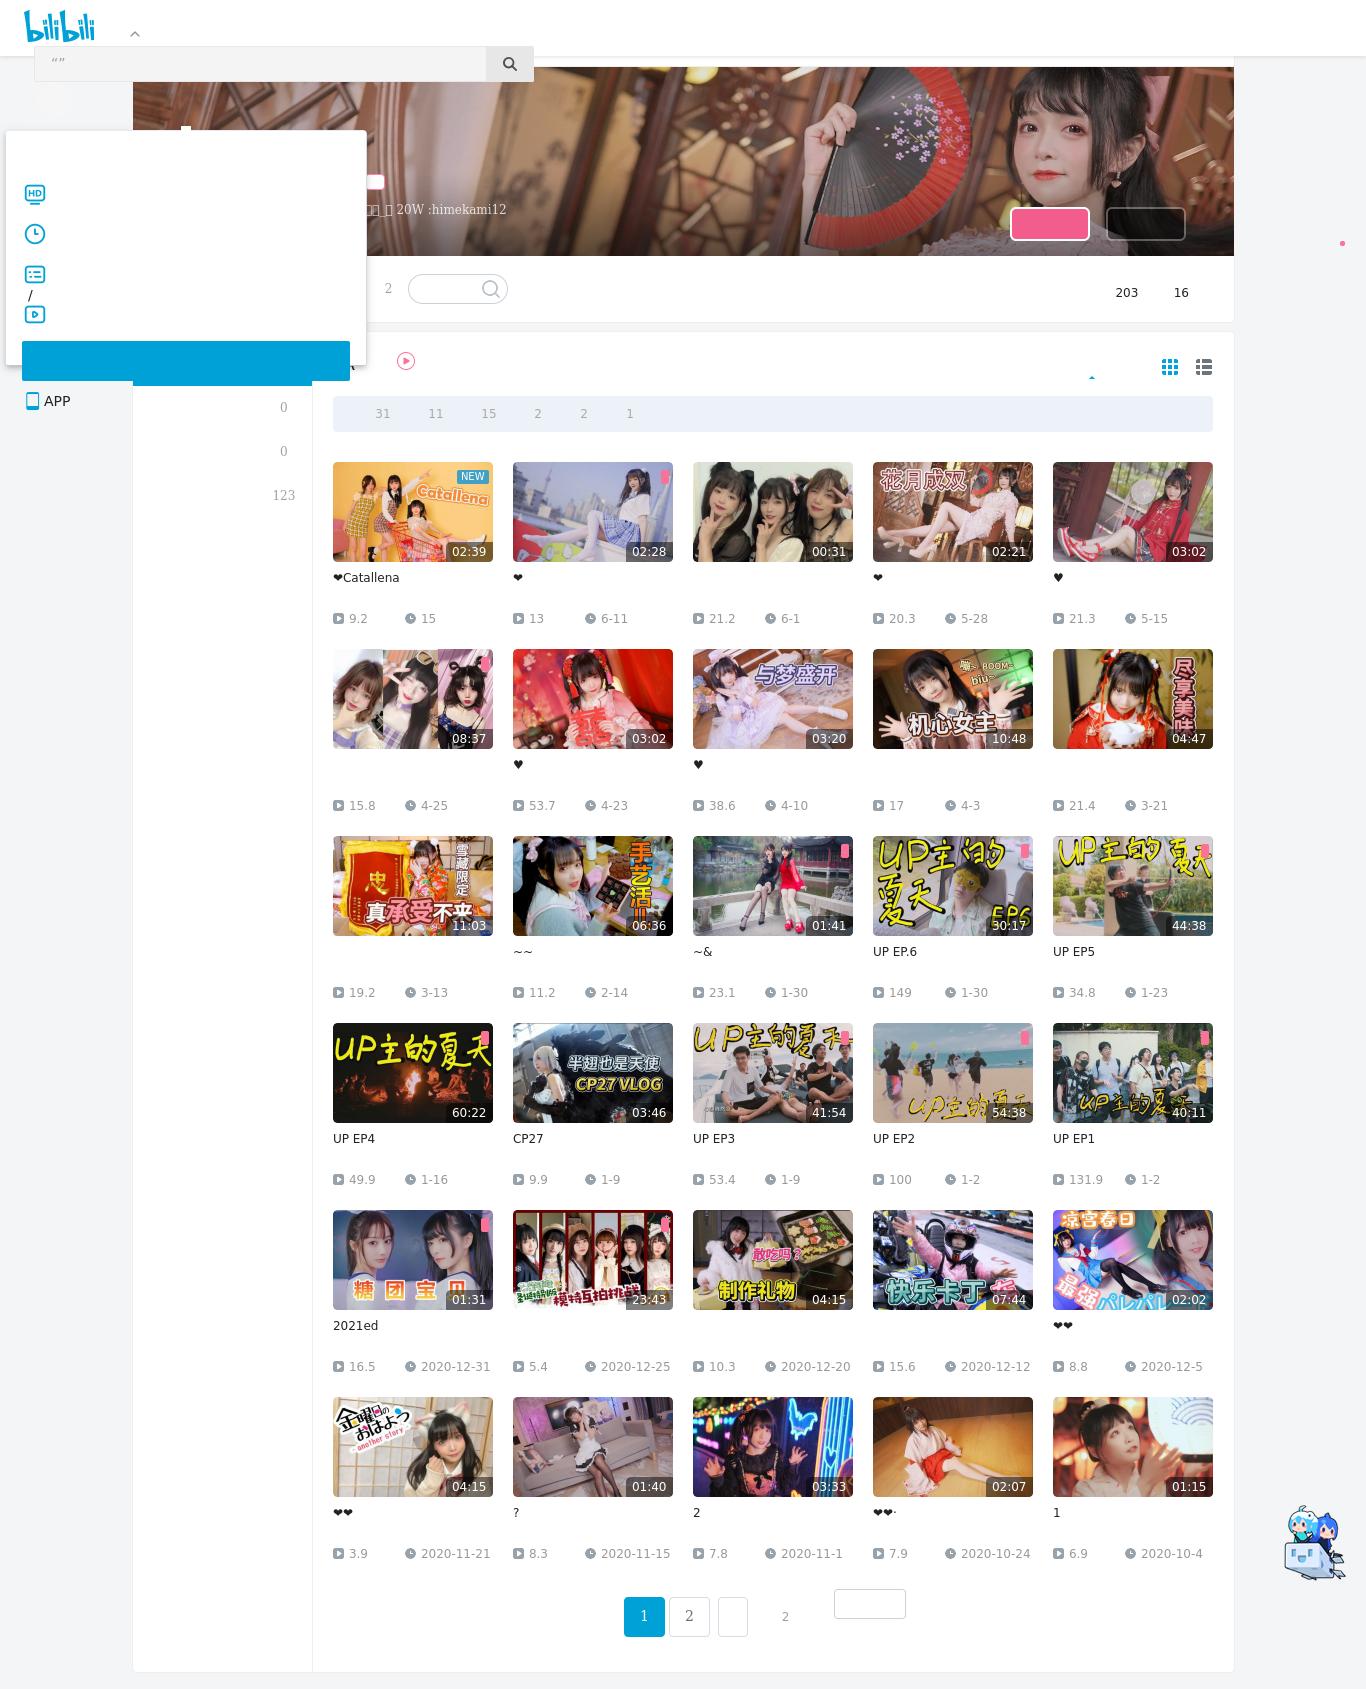 bilibili
“”
HD
/
APP
20W :himekami12
2
203 16
0
0
123
31 11 15 2 2 1
NEW
Catallena
02:39
02:28
00:31
花月成双
02:21
03:02
❤Catallena
❤
❤
♥
9.2 15
13 6-11
21.2 6-1
20.3 5-28
21.3 5-15
08:37
03:02
与梦盛开
03:20
BOOM~
biu~
机心女主
10:48
尽享美味
04:47
♥
♥
15.8 4-25
53.7 4-23
38.6 4-10
17 4-3
21.4 3-21
忠
雪藏限定
真承受不来
11:03
手艺活
06:36
01:41
UP主的
夏天
EP6
30:17
UP主的夏天
44:38
~~
~&
UP EP.6
UP EP5
19.2 3-13
11.2 2-14
23.1 1-30
149 1-30
34.8 1-23
UP主的夏天
60:22
半翅也是天使
CP27 VLOG
03:46
UP主的夏天
41:54
UP主的夏天
54:38
UP主的夏天
40:11
UP EP4
CP27
UP EP3
UP EP2
UP EP1
49.9 1-16
9.9 1-9
53.4 1-9
100 1-2
131.9 1-2
糖团宝贝
01:31
圣诞特别版
模特互拍挑战
23:43
敢吃吗？
制作礼物
04:15
快乐卡丁
07:44
凉宫春日
最强
パレパレ
02:02
2021ed
❤❤
16.5 2020-12-31
5.4 2020-12-25
10.3 2020-12-20
15.6 2020-12-12
8.8 2020-12-5
金曜日の
おはよう
another story
04:15
01:40
03:33
02:07
01:15
❤❤
?
2
❤❤·
1
3.9 2020-11-21
8.3 2020-11-15
7.8 2020-11-1
7.9 2020-10-24
6.9 2020-10-4
1 2 2